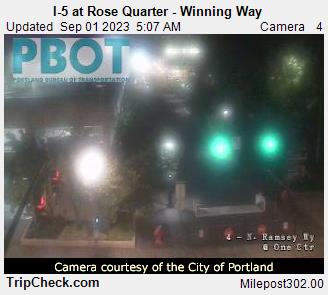 I-5 at Rose Quarter - Winning Way
Updated Sep 01 2023 5:07 AM Camera 4
PBOT
PORTLAND BUREAU OF TRANSPORTATION
4 - N. Ramsey Wy
@ One Ctr
Camera courtesy of the City of Portland
TripCheck.com Milepost302.00